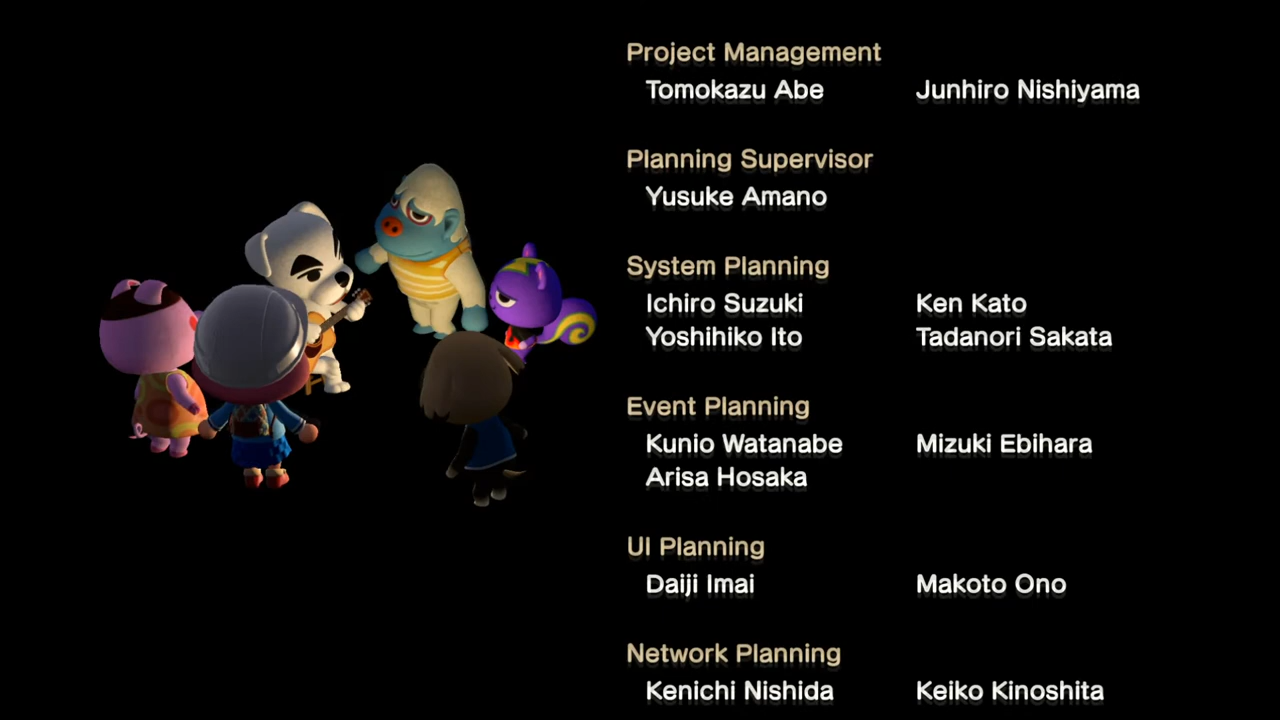 Project Management
Tomokazu Abe Junhiro Nishiyama
Planning Supervisor
Yusuke Amano
System Planning
Ichiro Suzuki Ken Kato
Yoshihiko Ito Tadanori Sakata
Event Planning
Kunio Watanabe Mizuki Ebihara
Arisa Hosaka
UI Planning
Daiji Imai Makoto Ono
Network Planning
Kenichi Nishida Keiko Kinoshita